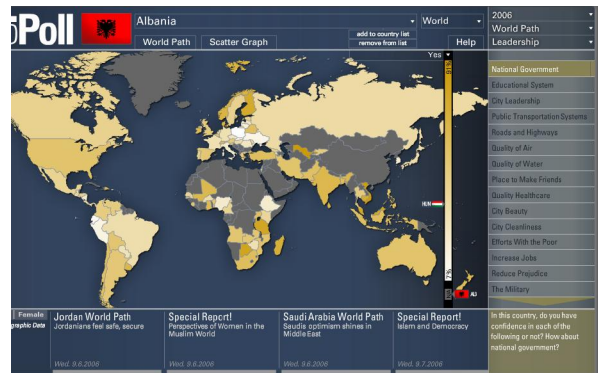 Poll
Albania
World
2006
World Path
Leadership
World Path
Scatter Graph
add to country list
remove from list
Help
Yes
HUN
National Government
Educational System
City Leadership
Public Transportation Systems
Roads and Highways
Quality of Air
Quality of Water
Place to Make Friends
Quality Healthcare
City Beauty
City Cleanliness
Efforts With the Poor
Increase Jobs
Reduce Prejudice
The Military
Female
graphic Data
Jordan World Path
Jordanians feel safe, secure
Wed. 9.6.2006
Special Report!
Perspectives of Women in the
Muslim World
Wed. 9.6.2006
Saudi Arabia World Path
Saudis optimism shines in
Middle East
Wed. 9.6.2006
Special Report!
Islam and Democracy
Wed. 9.7.2006
In this country, do you have
confidence in each of the
following or not? How about
national government?